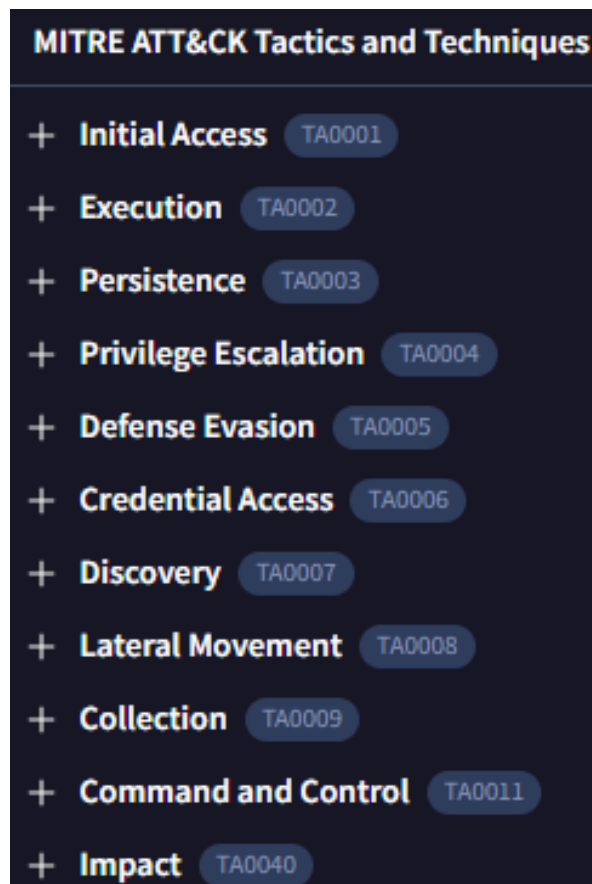 MITRE ATT&CK Tactics and Techniques
Initial Access TA0001
Execution TA0002
Persistence TA0003
Privilege Escalation TA0004
Defense Evasion TA0005
Credential Access TA0006
Discovery TA0007
Lateral Movement TA0008
Collection TA0009
Command and Control TA0011
Impact TA0040